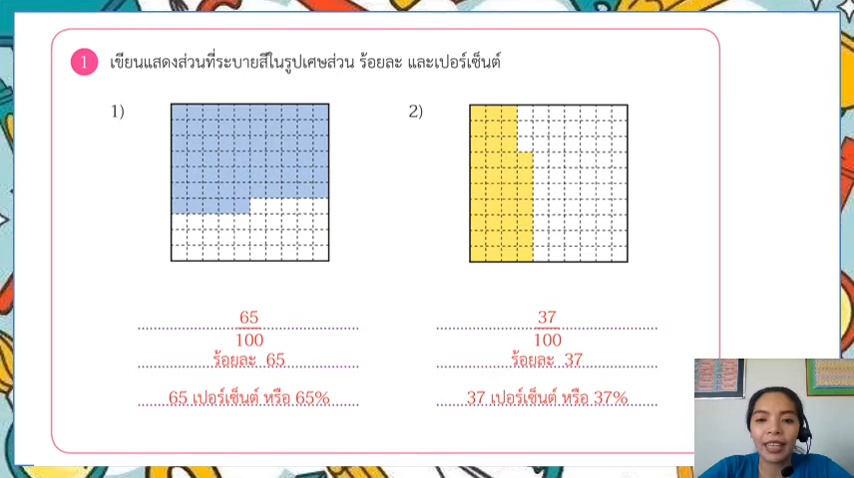 1 เขียนแสดงส่วนที่ระบายสีในรูปเศษส่วน ร้อยละ และเปอร์เซ็นต์
1)
2)
65
100
ร้อยละ 65
65 เปอร์เซ็นต์ หรือ 65%
37
100
ร้อยละ 37
37 เปอร์เซ็นต์ หรือ 37%